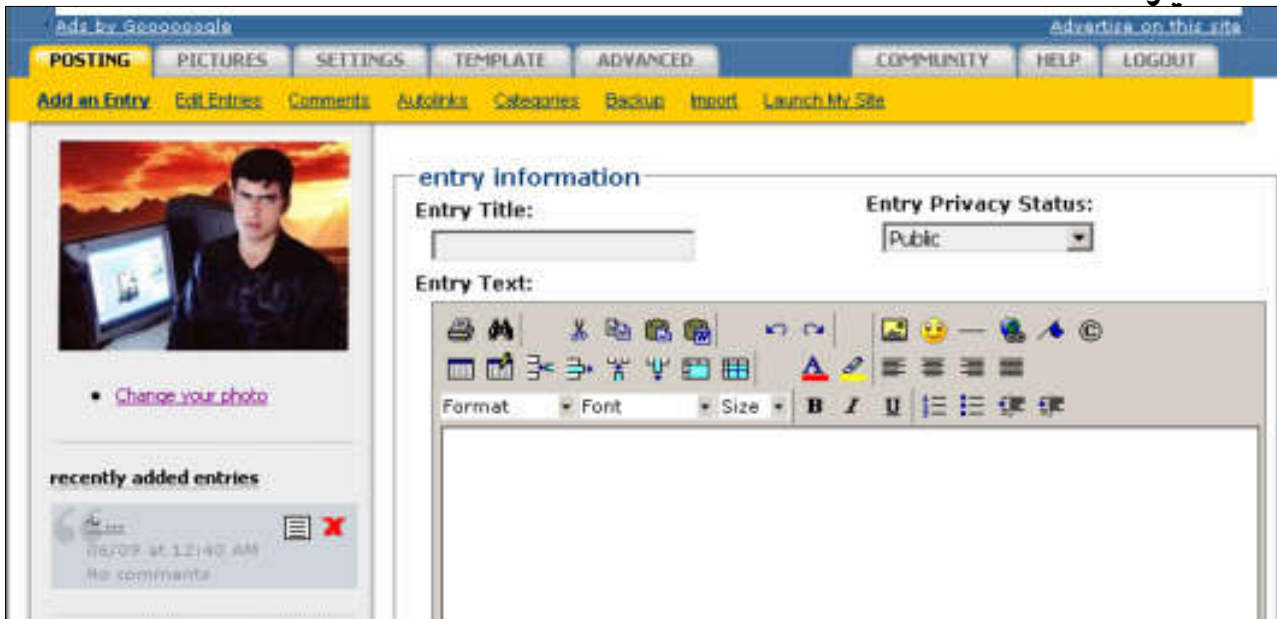 Ads by Goooooogle Advertise on this site
POSTING PICTURES SETTINGS TEMPLATE ADVANCED COMMUNITY HELP LOGOUT
Add an Entry Edit Entries Comments Autolinks Categories Backup Import Launch My Site
entry information
Entry Title:
Entry Privacy Status:
Public
Entry Text:
Change your photo
Format Font Size B I U
recently added entries
06/09 at 12:40 AM
No comments